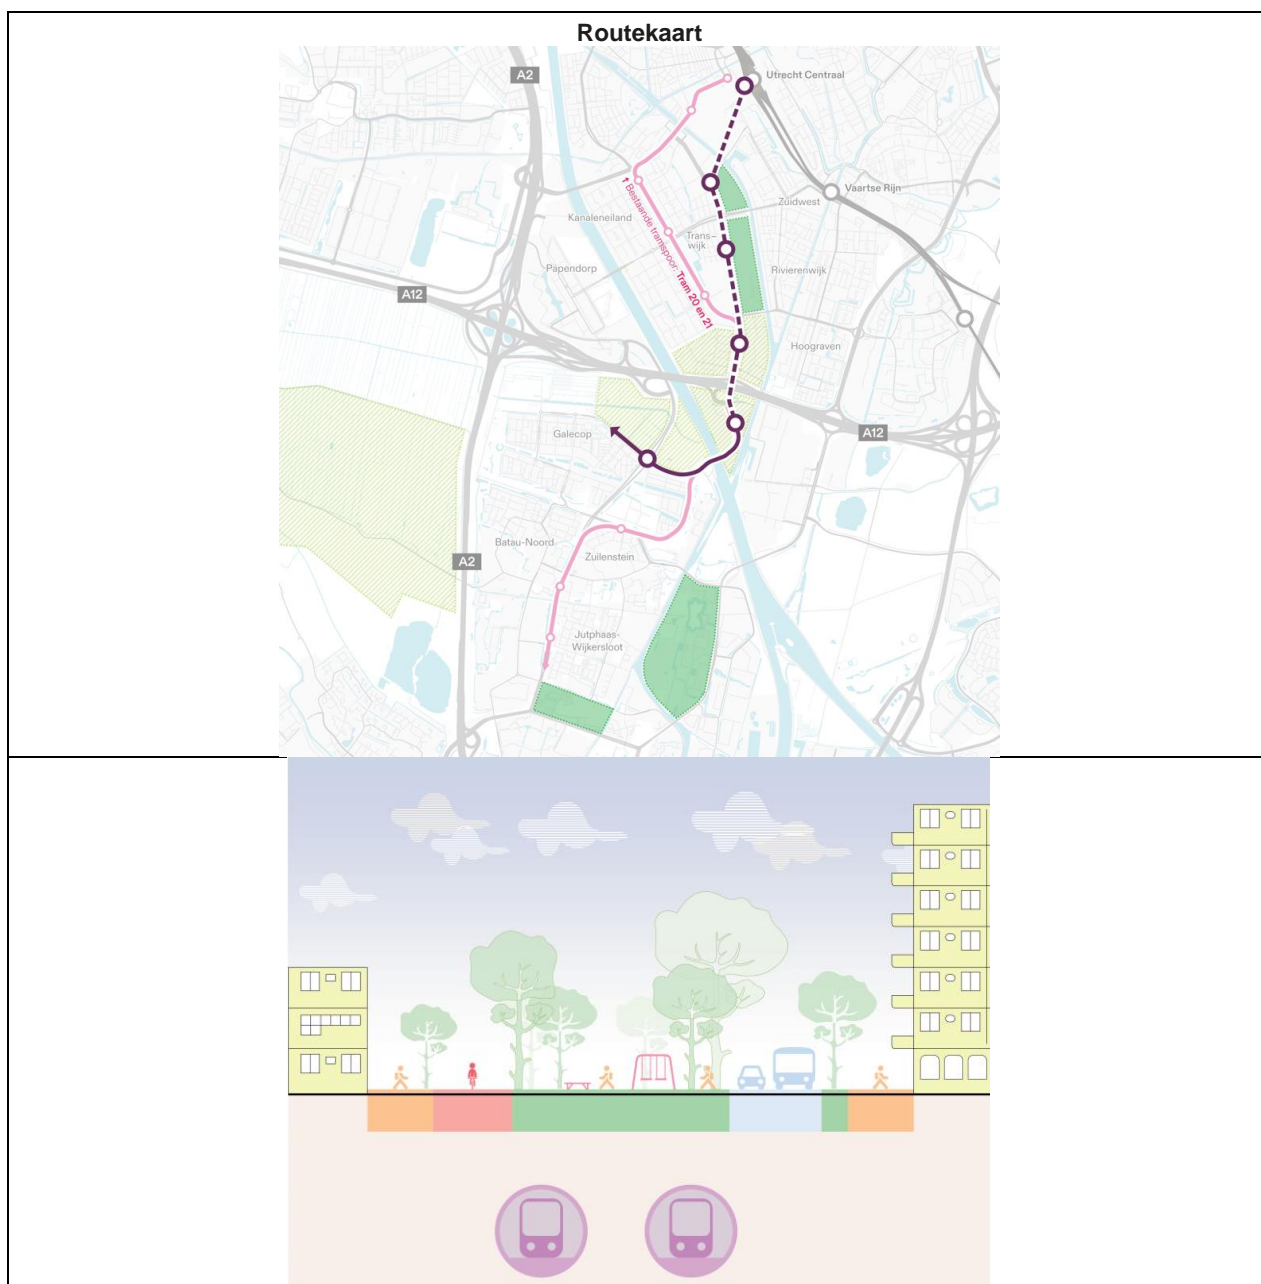 Routekaart
A2
Utrecht Centraal
Vaartse Rijn
Zuidwest
Kanaleneiland
Bestaande tramspoor: Tram 20 en 21
Trans-
wijk
Papendorp
Rivierenwijk
A12
Hoograven
Galecop
A12
Batau-Noord
Zuilenstein
A2
Jutphaas-
Wijkersloot